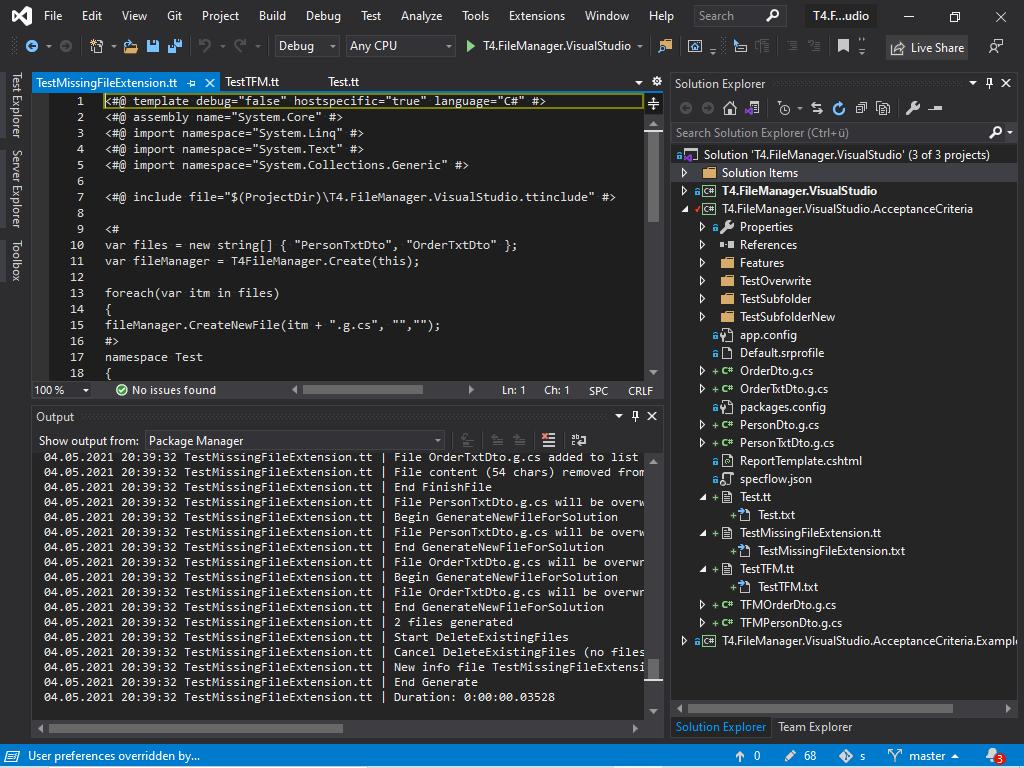 File Edit View Git Project Build Debug Test Analyze Tools Extensions Window Help Search T4.F...udio
Debug Any CPU T4.FileManager.VisualStudio Live Share
Test Explorer
Server Explorer
Toolbox
TestMissingFileExtension.tt TestTFM.tt Test.tt
1 <#@ template debug="false" hostspecific="true" language="C#" #>
2 <#@ assembly name="System.Core" #>
3 <#@ import namespace="System.Linq" #>
4 <#@ import namespace="System.Text" #>
5 <#@ import namespace="System.Collections.Generic" #>
6
7 <#@ include file="$(ProjectDir)\T4.FileManager.VisualStudio.ttinclude" #>
8
9 <#
10 var files = new string[] { "PersonTxtDto", "OrderTxtDto" };
11 var fileManager = T4FileManager.Create(this);
12
13 foreach(var itm in files)
14 {
15 fileManager.CreateNewFile(itm + ".g.cs", "","");
16 #>
17 namespace Test
18 {
100 % No issues found Ln: 1 Ch: 1 SPC CRLF
Output
Show output from: Package Manager
04.05.2021 20:39:32 TestMissingFileExtension.tt | File OrderTxtDto.g.cs added to list
04.05.2021 20:39:32 TestMissingFileExtension.tt | File content (54 chars) removed from
04.05.2021 20:39:32 TestMissingFileExtension.tt | End FinishFile
04.05.2021 20:39:32 TestMissingFileExtension.tt | File PersonTxtDto.g.cs will be overw
04.05.2021 20:39:32 TestMissingFileExtension.tt | Begin GenerateNewFileForSolution
04.05.2021 20:39:32 TestMissingFileExtension.tt | File PersonTxtDto.g.cs will be overw
04.05.2021 20:39:32 TestMissingFileExtension.tt | End GenerateNewFileForSolution
04.05.2021 20:39:32 TestMissingFileExtension.tt | File OrderTxtDto.g.cs will be overwr
04.05.2021 20:39:32 TestMissingFileExtension.tt | Begin GenerateNewFileForSolution
04.05.2021 20:39:32 TestMissingFileExtension.tt | File OrderTxtDto.g.cs will be overwr
04.05.2021 20:39:32 TestMissingFileExtension.tt | End GenerateNewFileForSolution
04.05.2021 20:39:32 TestMissingFileExtension.tt | 2 files generated
04.05.2021 20:39:32 TestMissingFileExtension.tt | Start DeleteExistingFiles
04.05.2021 20:39:32 TestMissingFileExtension.tt | Cancel DeleteExistingFiles (no files
04.05.2021 20:39:32 TestMissingFileExtension.tt | New info file TestMissingFileExtensi
04.05.2021 20:39:32 TestMissingFileExtension.tt | End Generate
04.05.2021 20:39:32 TestMissingFileExtension.tt | Duration: 0:00:00.03528
Solution Explorer
Search Solution Explorer (Ctrl+ü)
Solution 'T4.FileManager.VisualStudio' (3 of 3 projects)
Solution Items
C# T4.FileManager.VisualStudio
C# T4.FileManager.VisualStudio.AcceptanceCriteria
Properties
References
Features
TestOverwrite
TestSubfolder
TestSubfolderNew
app.config
Default.srprofile
C# OrderDto.g.cs
C# OrderTxtDto.g.cs
packages.config
C# PersonDto.g.cs
C# PersonTxtDto.g.cs
ReportTemplate.cshtml
specflow.json
Test.tt
Test.txt
TestMissingFileExtension.tt
TestMissingFileExtension.txt
TestTFM.tt
TestTFM.txt
C# TFMOrderDto.g.cs
C# TFMPersonDto.g.cs
C# T4.FileManager.VisualStudio.AcceptanceCriteria.Example
Solution Explorer Team Explorer
User preferences overridden by... 0 68 s master 3